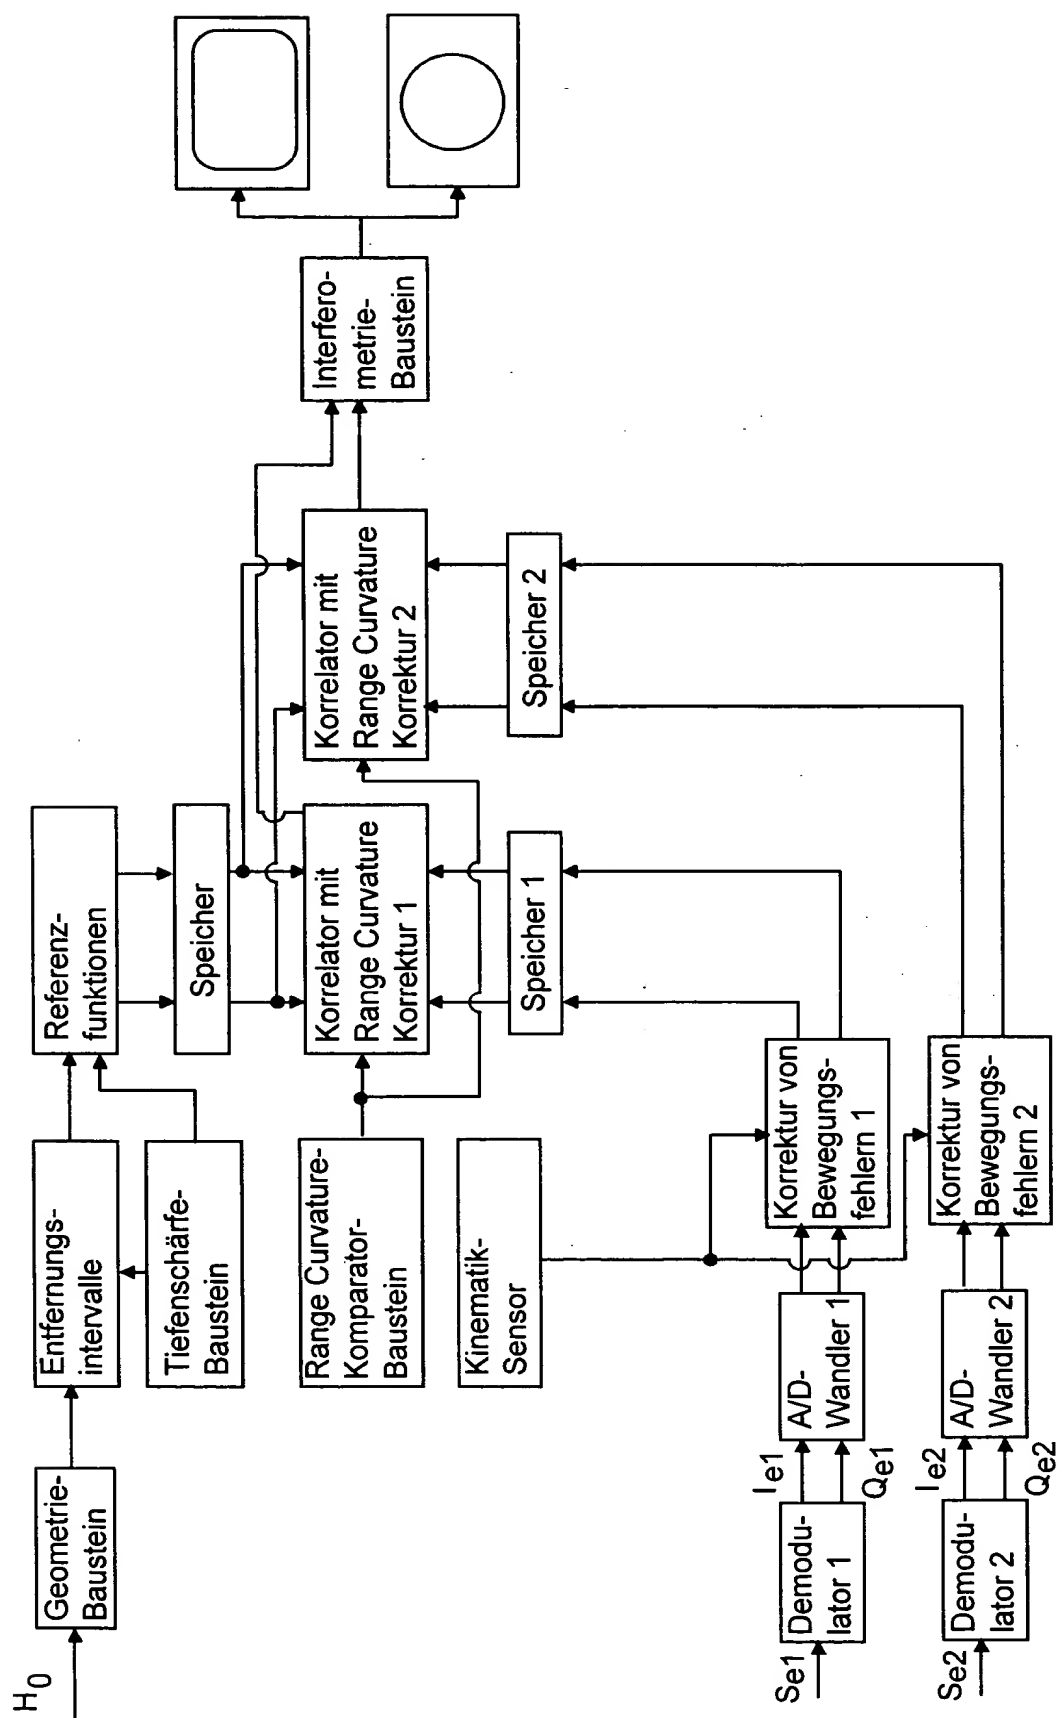 H0
Geometrie-
Baustein
Entfernungs-
intervalle
Tiefenschärfe-
Baustein
Referenz-
funktionen
Speicher
Range Curvature-
Komparator-
Baustein
Kinematik-
Sensor
Korrelator mit
Range Curvature
Korrektur 1
Korrelator mit
Range Curvature
Korrektur 2
Interfero-
metrie-
Baustein
Speicher 1
Speicher 2
Se1
Demodu-
lator 1
Ie1
Qe1
A/D-
Wandler 1
Korrektur von
Bewegungs-
fehlern 1
Se2
Demodu-
lator 2
Ie2
Qe2
A/D-
Wandler 2
Korrektur von
Bewegungs-
fehlern 2